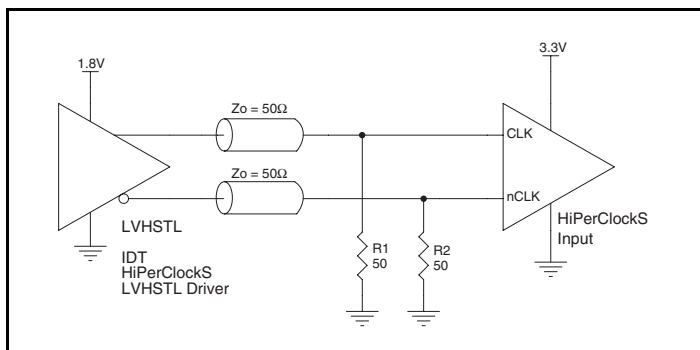 1.8V
3.3V
Zo = 50Ω
CLK
Zo = 50Ω
nCLK
LVHSTL
IDT
HiPerClockS
LVHSTL Driver
R1
50
R2
50
HiPerClockS
Input